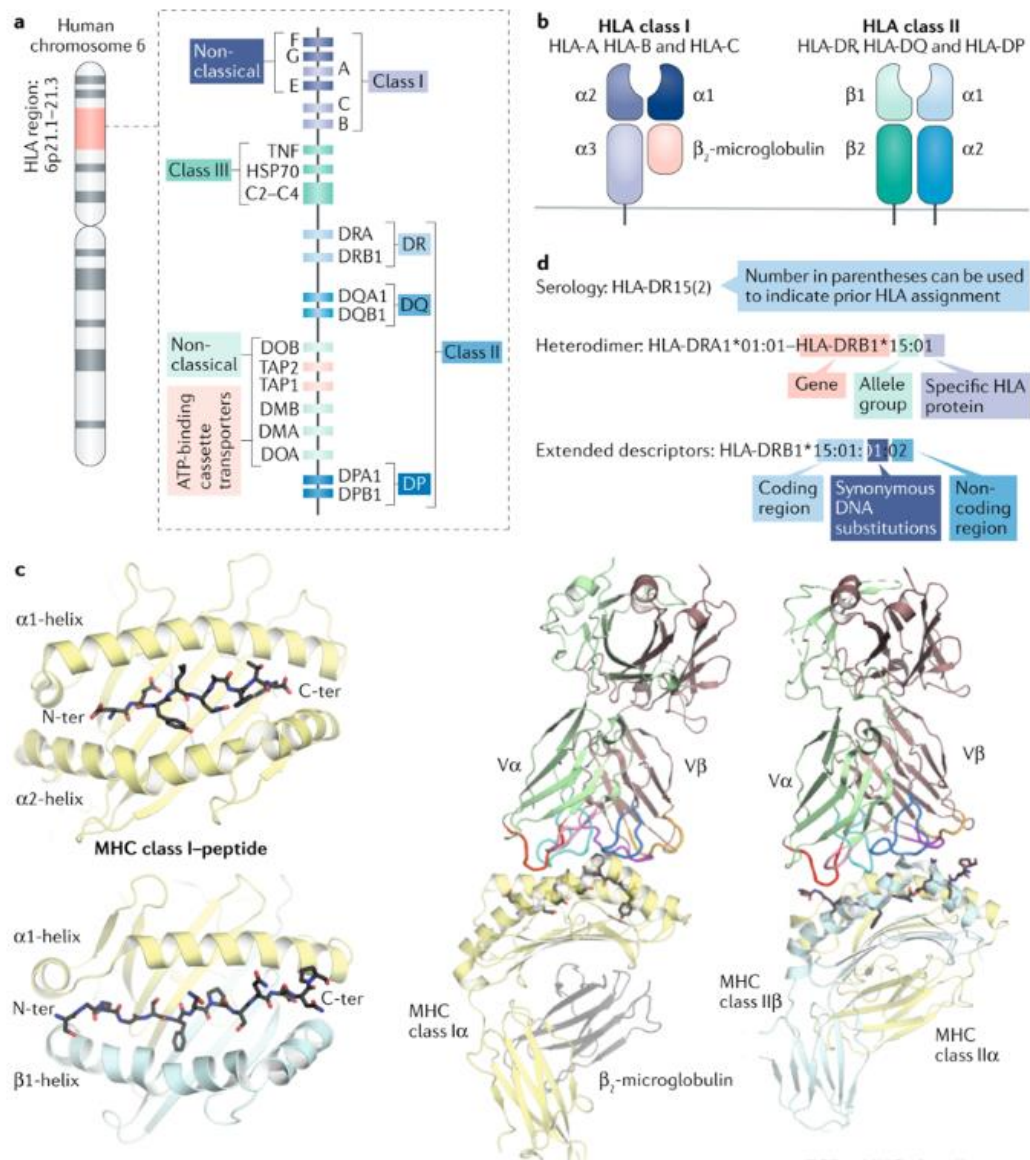 a
Human
chromosome 6
HLA region:
6p21.1–21.3
Non-
classical
F
G
A
E
C
B
Class I
Class III
TNF
HSP70
C2–C4
DRA
DRB1
DR
DQA1
DQB1
DQ
Non-
classical
DOB
TAP2
TAP1
DMB
DMA
DOA
ATP-binding
cassette
transporters
Class II
DPA1
DPB1
DP
b
HLA class I
HLA-A, HLA-B and HLA-C
α2
α1
α3
β2-microglobulin
HLA class II
HLA-DR, HLA-DQ and HLA-DP
β1
α1
β2
α2
d
Serology: HLA-DR15(2)
Number in parentheses can be used
to indicate prior HLA assignment
Heterodimer: HLA-DRA1*01:01–HLA-DRB1*15:01
Gene
Allele
group
Specific HLA
protein
Extended descriptors: HLA-DRB1*15:01:01:02
Coding
region
Synonymous
DNA
substitutions
Non-
coding
region
c
α1-helix
N-ter
C-ter
α2-helix
MHC class I–peptide
α1-helix
N-ter
C-ter
β1-helix
Vα
Vβ
MHC
class Iα
β2-microglobulin
Vα
Vβ
MHC
class IIβ
MHC
class IIα